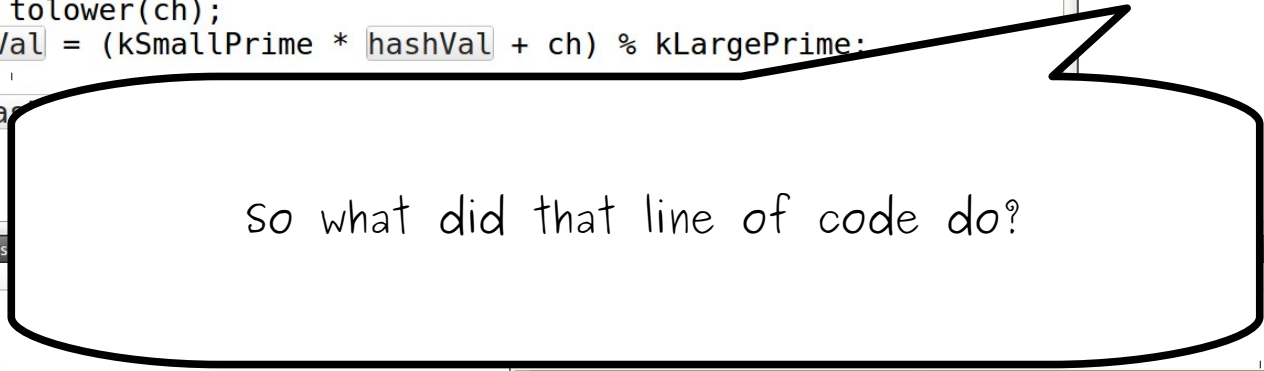 tolower(ch);
Val = (kSmallPrime * hashVal + ch) % kLargePrime;
So what did that line of code do?